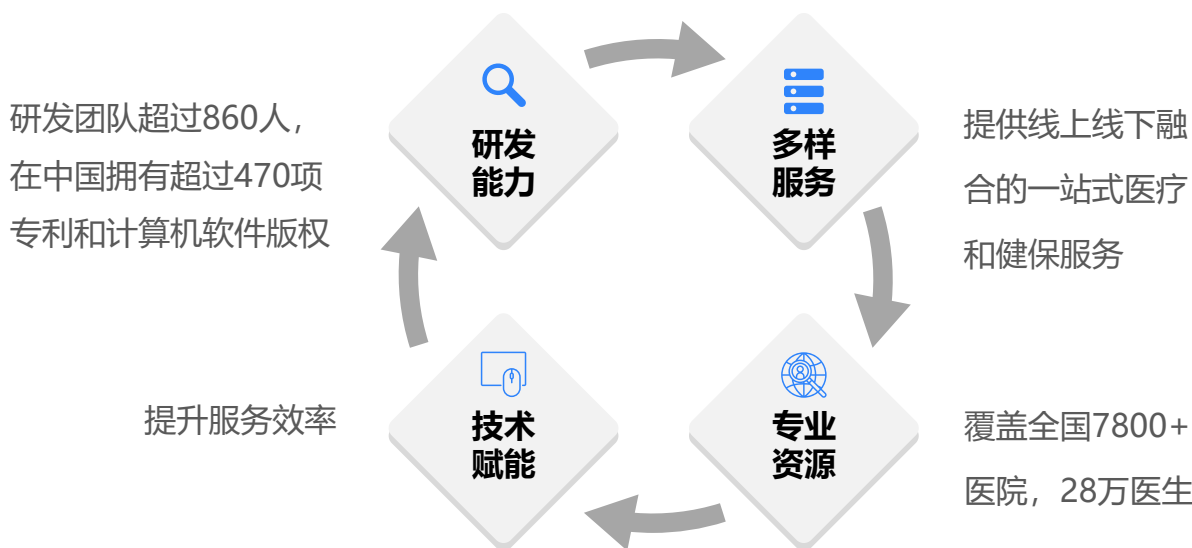 研发团队超过860人，
在中国拥有超过470项
专利和计算机软件版权
研发
能力
多样
服务
提供线上线下融
合的一站式医疗
和健保服务
提升服务效率
技术
赋能
专业
资源
覆盖全国7800+
医院，28万医生